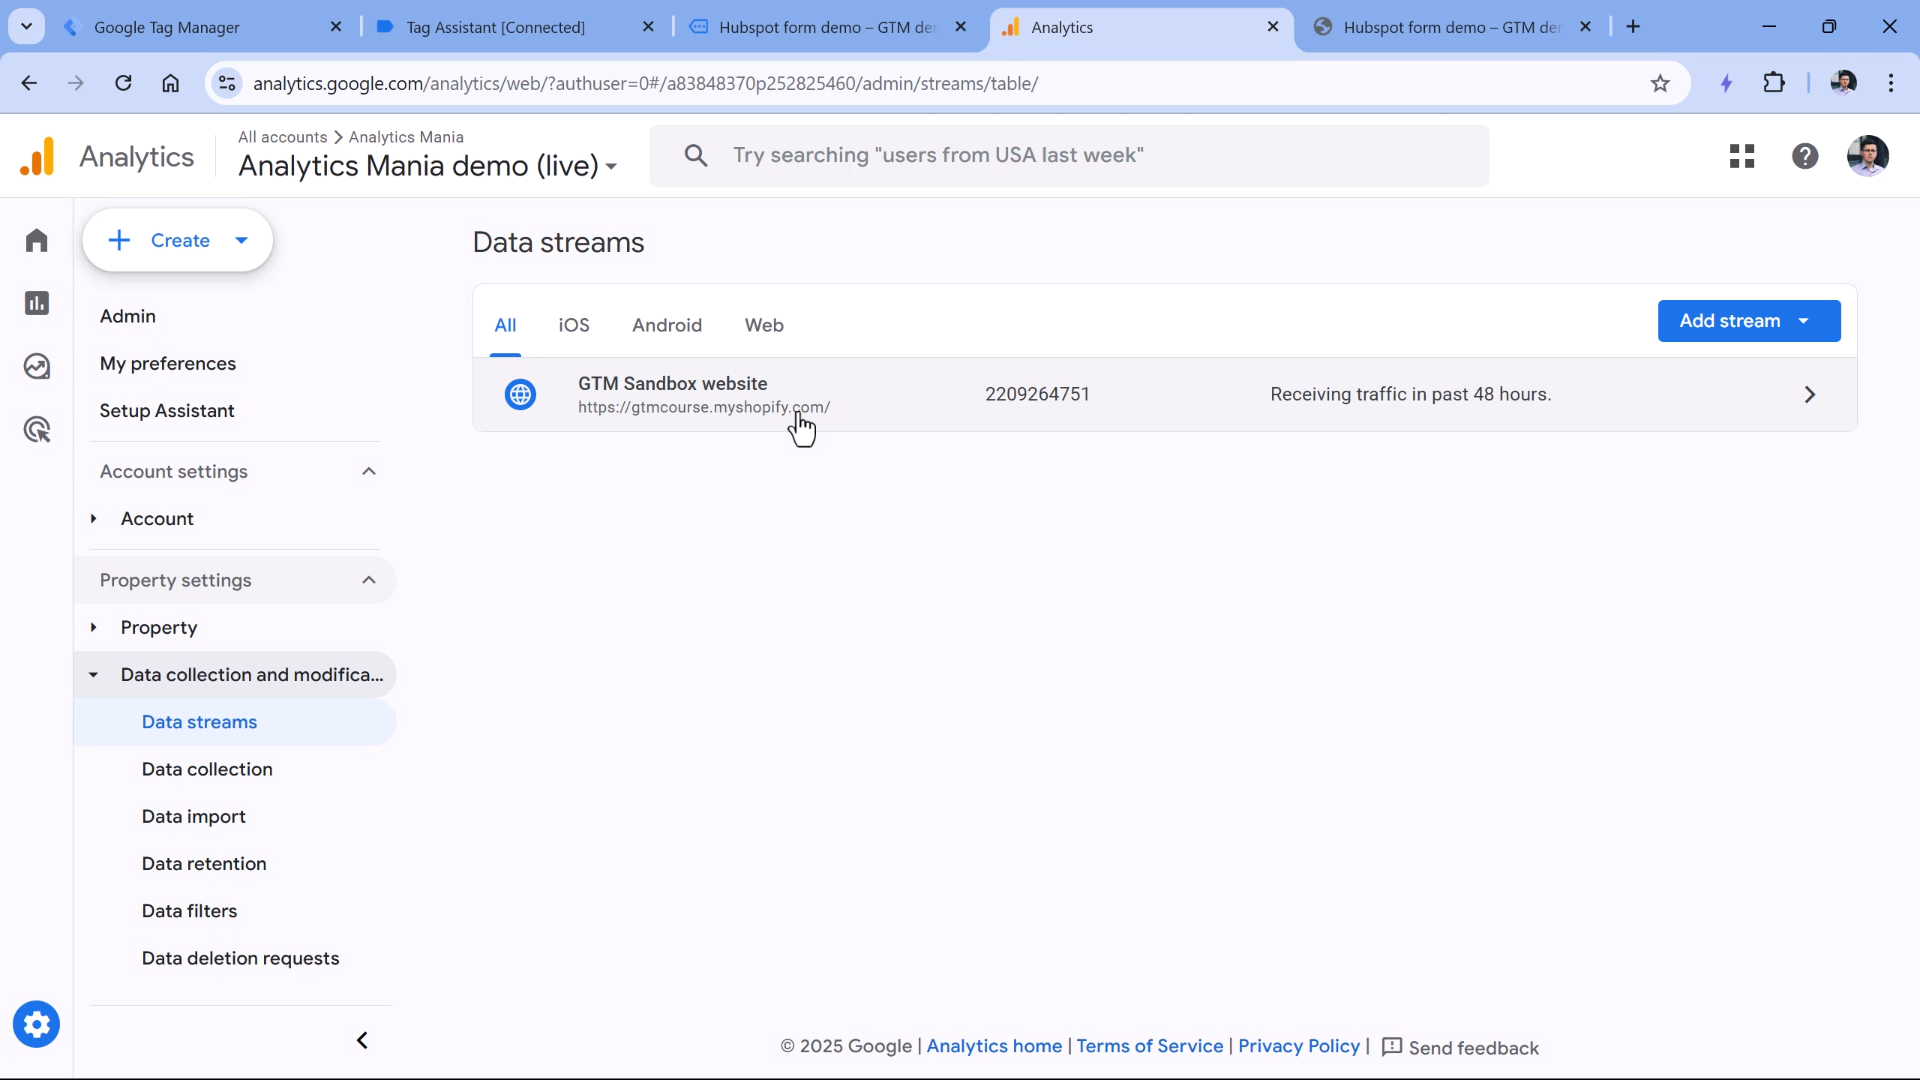 Google Tag Manager
Tag Assistant [Connected]
Hubspot form demo – GTM de
Analytics
Hubspot form demo – GTM de
analytics.google.com/analytics/web/?authuser=0#/a83848370p252825460/admin/streams/table/
Analytics
All accounts > Analytics Mania
Analytics Mania demo (live)
Try searching "users from USA last week"
Create
Admin
My preferences
Setup Assistant
Account settings
Account
Property settings
Property
Data collection and modifica...
Data streams
Data collection
Data import
Data retention
Data filters
Data deletion requests
Data streams
All iOS Android Web
Add stream
GTM Sandbox website
https://gtmcourse.myshopify.com/
2209264751
Receiving traffic in past 48 hours.
© 2025 Google | Analytics home | Terms of Service | Privacy Policy | Send feedback